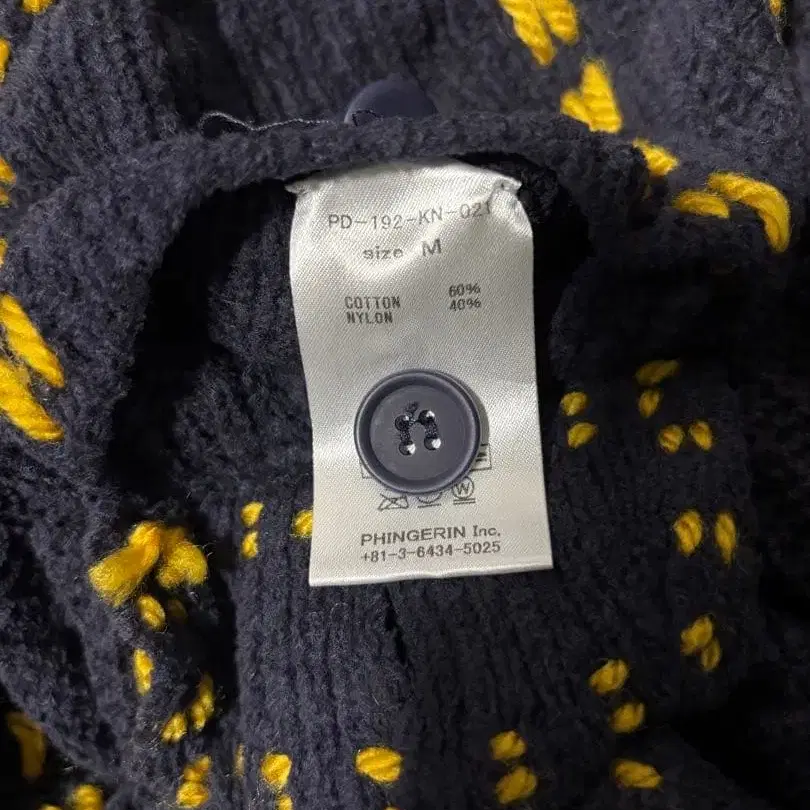 PD-192-KN-021
size M
COTTON 60%
NYLON 40%
W
PHINGERIN Inc.
+81-3-6434-5025